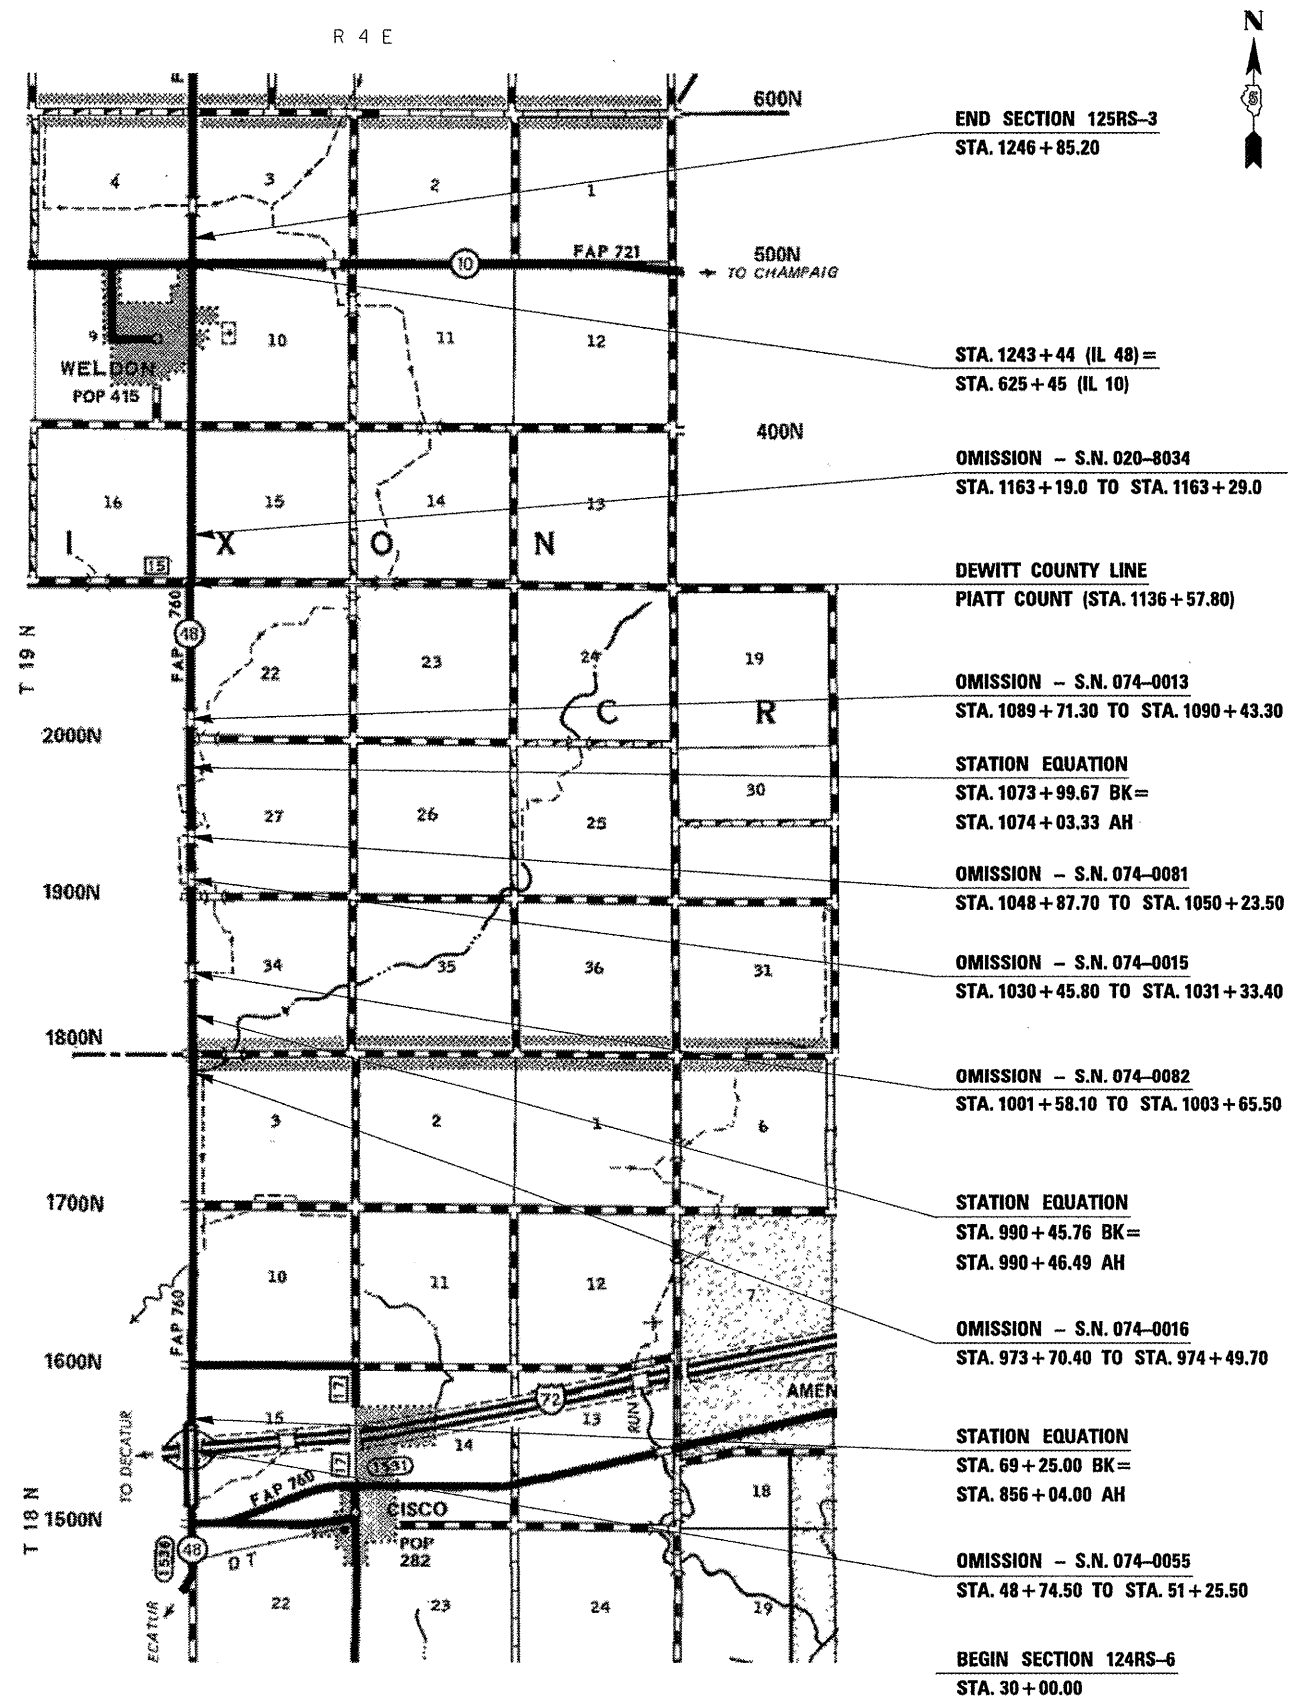 R 4 E
N
600N
END SECTION 125RS-3
STA. 1246+85.20
4
3
2
1
FAP 721
500N
10
TO CHAMPAIG
9
10
11
12
WELDON
POP 415
STA. 1243+44 (IL 48)=
STA. 625+45 (IL 10)
400N
OMISSION - S.N. 020-8034
STA. 1163+19.0 TO STA. 1163+29.0
16
15
14
13
I X O N
15
DEWITT COUNTY LINE
PIATT COUNT (STA. 1136+57.80)
FAP 760
48
T 19 N
22
23
24
19
OMISSION - S.N. 074-0013
STA. 1089+71.30 TO STA. 1090+43.30
C R
2000N
STATION EQUATION
STA. 1073+99.67 BK=
STA. 1074+03.33 AH
27
26
25
30
OMISSION - S.N. 074-0081
STA. 1048+87.70 TO STA. 1050+23.50
1900N
34
35
36
31
OMISSION - S.N. 074-0015
STA. 1030+45.80 TO STA. 1031+33.40
1800N
OMISSION - S.N. 074-0082
STA. 1001+58.10 TO STA. 1003+65.50
3
2
1
6
1700N
STATION EQUATION
STA. 990+45.76 BK=
STA. 990+46.49 AH
10
11
12
7
FAP 760
OMISSION - S.N. 074-0016
STA. 973+70.40 TO STA. 974+49.70
1600N
17
72
AMEN
RUN
15
14
13
TO DECATUR
17
1531
STATION EQUATION
STA. 69+25.00 BK=
STA. 856+04.00 AH
FAP 760
18
CISCO
POP
282
T 18 N
1500N
1536
48
D T
OMISSION - S.N. 074-0055
STA. 48+74.50 TO STA. 51+25.50
22
23
24
19
ECATUR
BEGIN SECTION 124RS-6
STA. 30+00.00